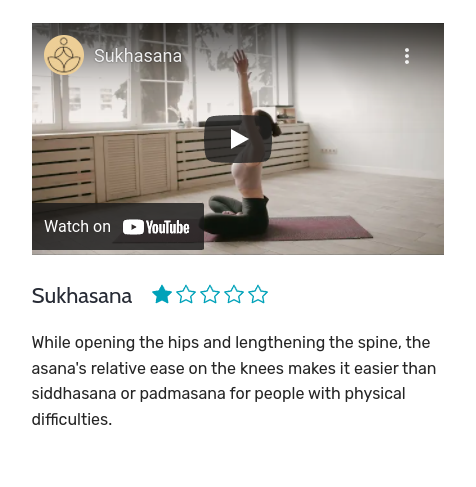 Sukhasana
Watch on YouTube
Sukhasana
While opening the hips and lengthening the spine, the
asana's relative ease on the knees makes it easier than
siddhasana or padmasana for people with physical
difficulties.